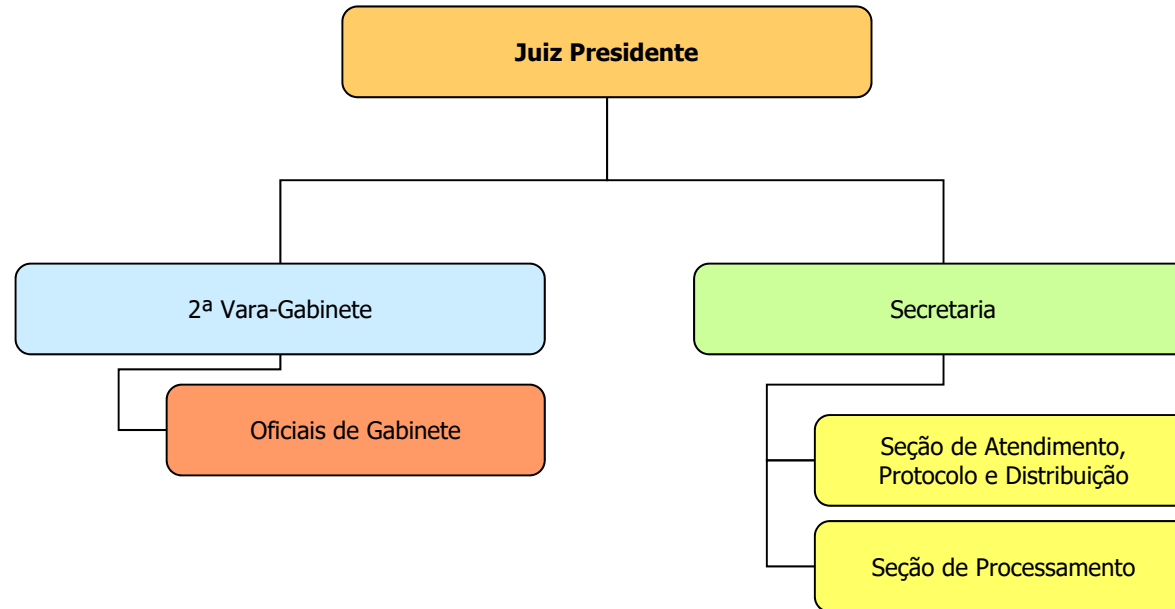 Juiz Presidente
2ª Vara-Gabinete
Secretaria
Oficiais de Gabinete
Seção de Atendimento,
Protocolo e Distribuição
Seção de Processamento